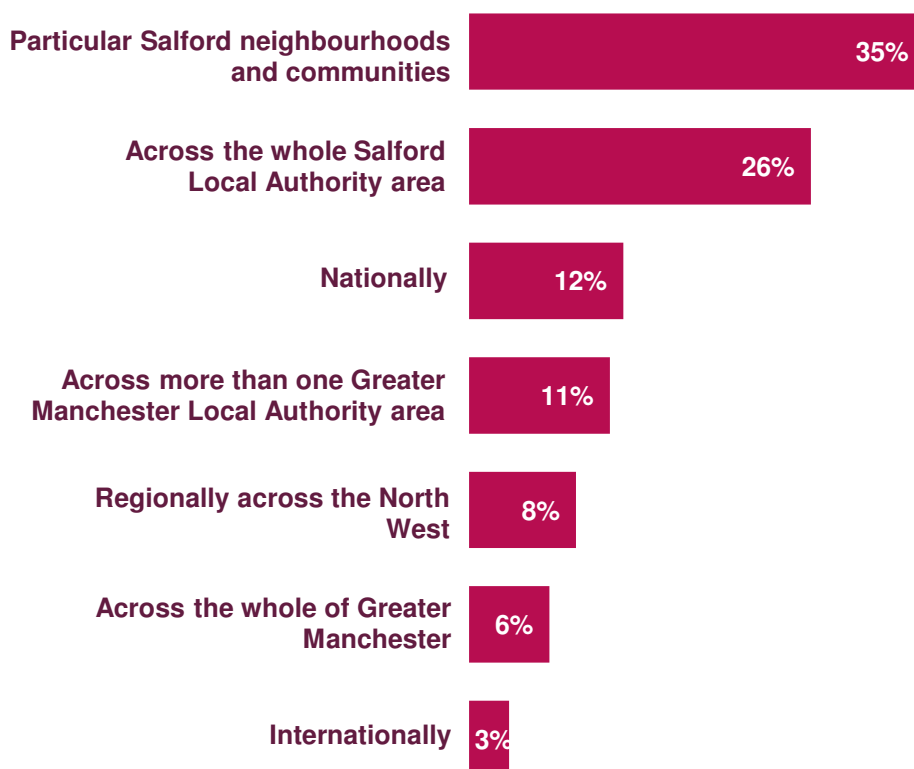 Particular Salford neighbourhoods
and communities
35%
Across the whole Salford
Local Authority area
26%
Nationally
12%
Across more than one Greater
Manchester Local Authority area
11%
Regionally across the North
West
8%
Across the whole of Greater
Manchester
6%
Internationally
3%